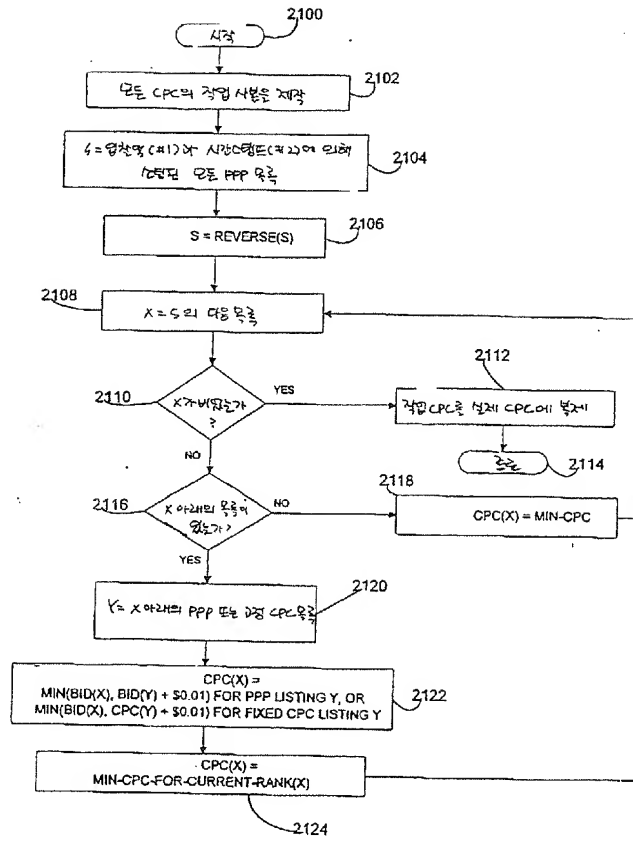 2100
시작
2102
모든 CPC의 작업 사본을 제작
S = 입찰액(#1)과 시간스탬프(#2)에 의해
소팅된 모든 PPP 목록
2104
S = REVERSE(S)
2106
2108
X = S의 다음 목록
2110
X가 비었는가
?
YES
2112
작업 CPC를 실제 CPC에 복제
종료
2114
NO
2116
X 아래의 목록이
있는가?
NO
2118
CPC(X) = MIN-CPC
YES
Y = X 아래의 PPP 또는 고정 CPC 목록
2120
CPC(X) =
MIN(BID(X), BID(Y) + $0.01) FOR PPP LISTING Y, OR
MIN(BID(X), CPC(Y) + $0.01) FOR FIXED CPC LISTING Y
2122
CPC(X) =
MIN-CPC-FOR-CURRENT-RANK(X)
2124